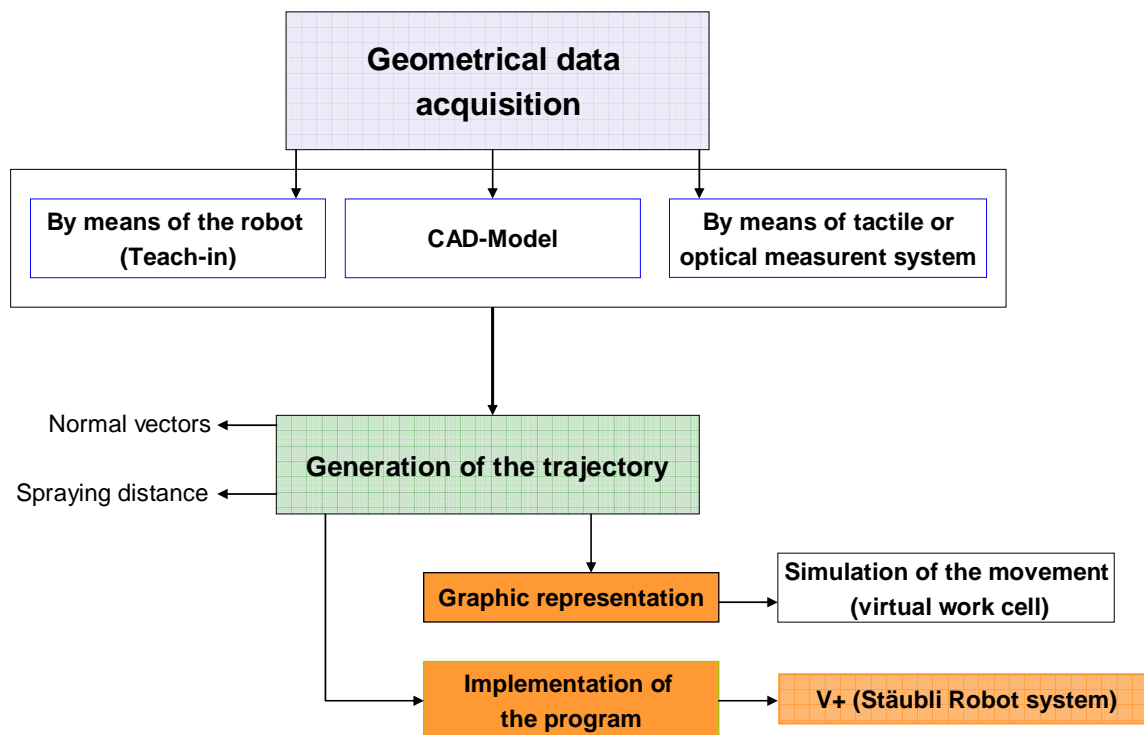 Geometrical data
acquisition
By means of the robot
(Teach-in)
CAD-Model
By means of tactile or
optical measurent system
Normal vectors
Generation of the trajectory
Spraying distance
Graphic representation
Simulation of the movement
(virtual work cell)
Implementation of
the program
V+ (Stäubli Robot system)